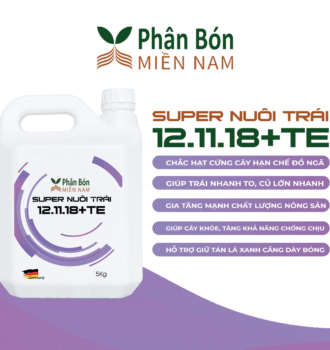 Phân Bón
MIỀN NAM
SUPER NUÔI TRÁI
12.11.18+TE
CHẮC HẠT CỨNG CÂY HẠN CHẾ ĐỔ NGÃ
GIÚP TRÁI NHANH TO, CỦ LỚN NHANH
GIA TĂNG MẠNH CHẤT LƯỢNG NÔNG SẢN
GIÚP CÂY KHỎE, TĂNG KHẢ NĂNG CHỐNG CHỊU
HỖ TRỢ GIỮ TÁN LÁ XANH CĂNG DÀY BÓNG
Phân Bón
MIỀN NAM
SUPER NUÔI TRÁI
12.11.18+TE
Germany
5Kg